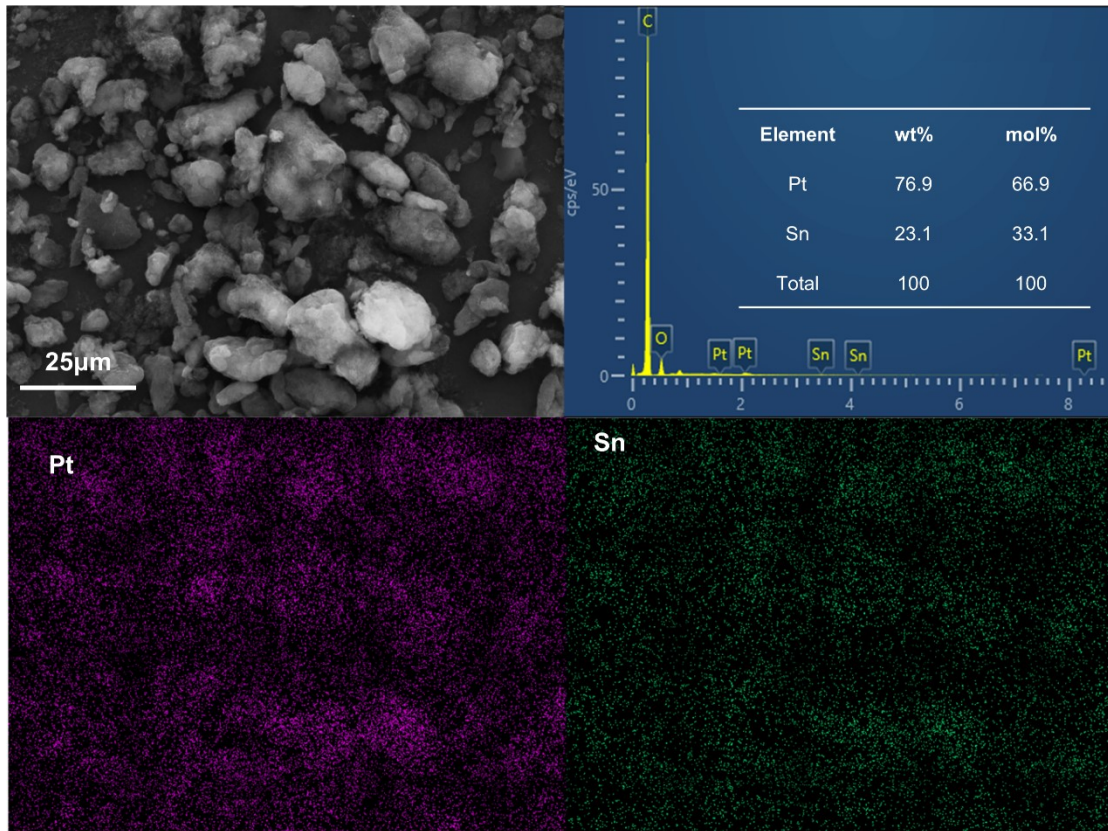 25µm
C
O
Pt
Pt
Sn
Sn
Pt
cps/eV
50
0
0
2
4
6
8
Element wt% mol%
Pt 76.9 66.9
Sn 23.1 33.1
Total 100 100
Pt
Sn